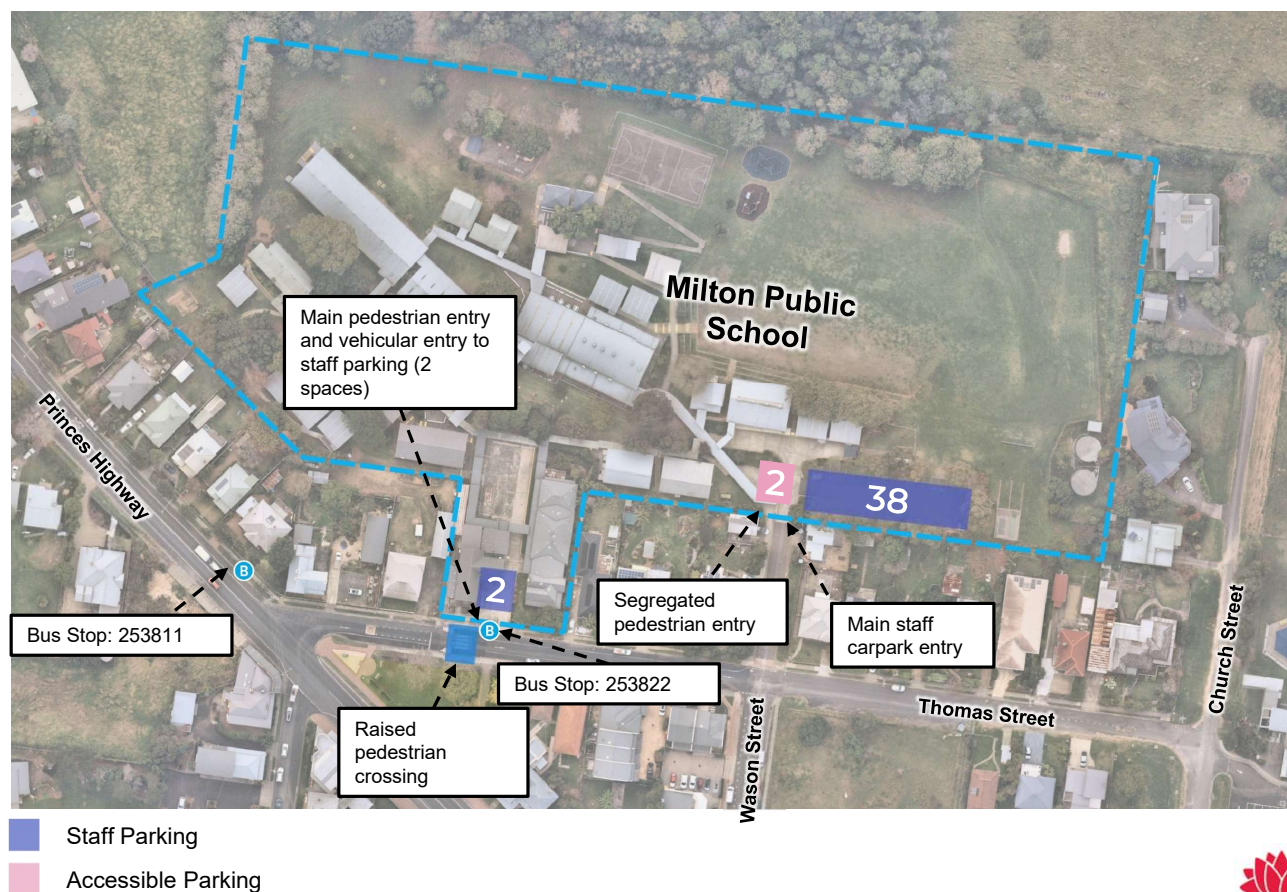 Milton Public
School
Main pedestrian entry
and vehicular entry to
staff parking (2
spaces)
Princes Highway
2
38
B
2
Segregated
pedestrian entry
Main staff
carpark entry
Bus Stop: 253811
B
Bus Stop: 253822
Raised
pedestrian
crossing
Wason Street
Thomas Street
Church Street
Staff Parking
Accessible Parking